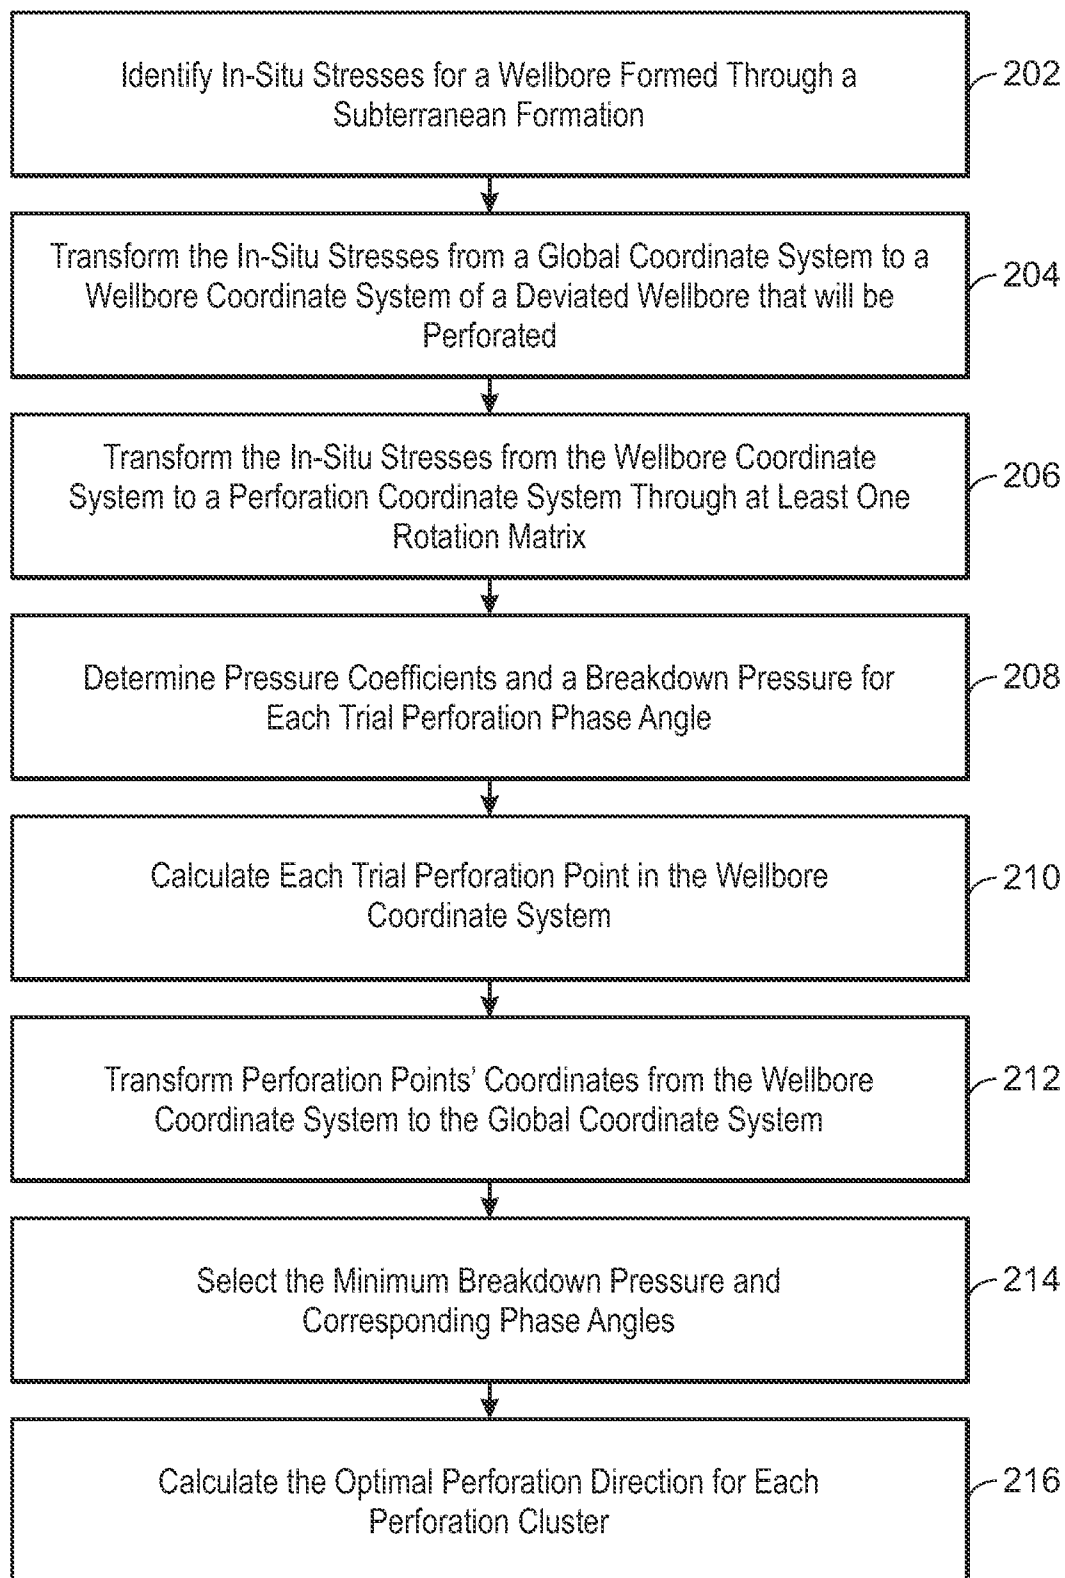 Identify In-Situ Stresses for a Wellbore Formed Through a
Subterranean Formation
202
Transform the In-Situ Stresses from a Global Coordinate System to a
Wellbore Coordinate System of a Deviated Wellbore that will be
Perforated
204
Transform the In-Situ Stresses from the Wellbore Coordinate
System to a Perforation Coordinate System Through at Least One
Rotation Matrix
206
Determine Pressure Coefficients and a Breakdown Pressure for
Each Trial Perforation Phase Angle
208
Calculate Each Trial Perforation Point in the Wellbore
Coordinate System
210
Transform Perforation Points' Coordinates from the Wellbore
Coordinate System to the Global Coordinate System
212
Select the Minimum Breakdown Pressure and
Corresponding Phase Angles
214
Calculate the Optimal Perforation Direction for Each
Perforation Cluster
216